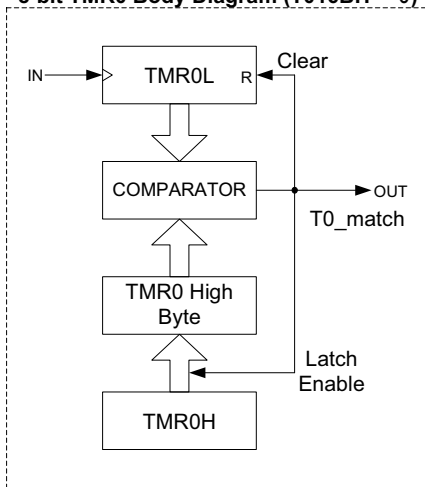 8-bit TMR0 Body Diagram (T016BIT = 0)
IN
TMR0L
R
Clear
COMPARATOR
OUT
T0_match
TMR0 High
Byte
Latch
Enable
TMR0H